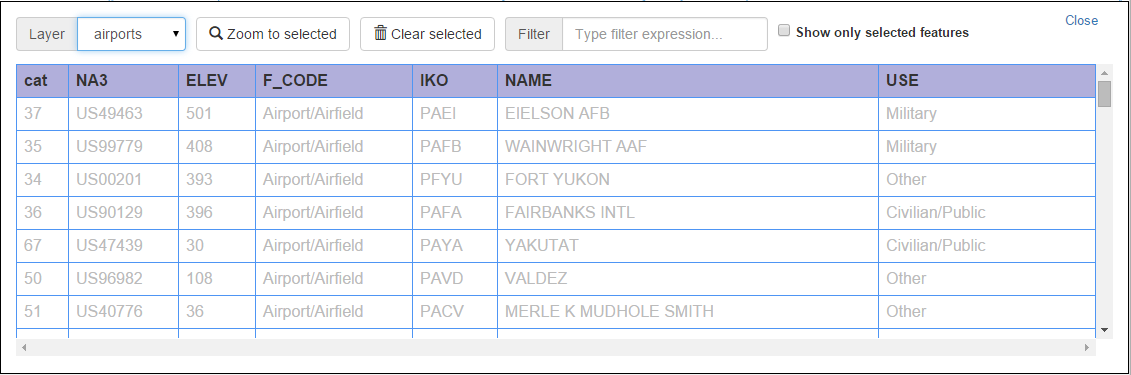 Close
Layer airports Zoom to selected Clear selected Filter Type filter expression... Show only selected features
cat NA3 ELEV F_CODE IKO NAME USE
37 US49463 501 Airport/Airfield PAEI EIELSON AFB Military
35 US99779 408 Airport/Airfield PAFB WAINWRIGHT AAF Military
34 US00201 393 Airport/Airfield PFYU FORT YUKON Other
36 US90129 396 Airport/Airfield PAFA FAIRBANKS INTL Civilian/Public
67 US47439 30 Airport/Airfield PAYA YAKUTAT Civilian/Public
50 US96982 108 Airport/Airfield PAVD VALDEZ Other
51 US40776 36 Airport/Airfield PACV MERLE K MUDHOLE SMITH Other